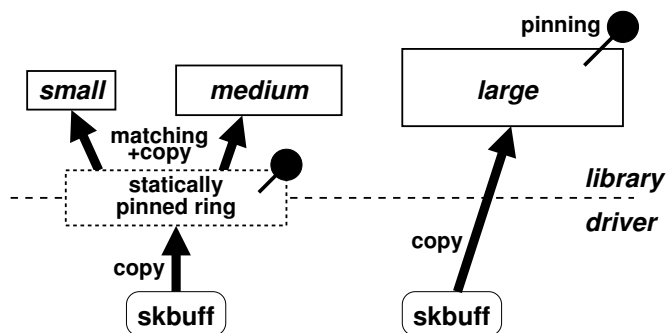 pinning
small
medium
large
matching
+copy
statically
pinned ring
library
driver
copy
copy
skbuff
skbuff